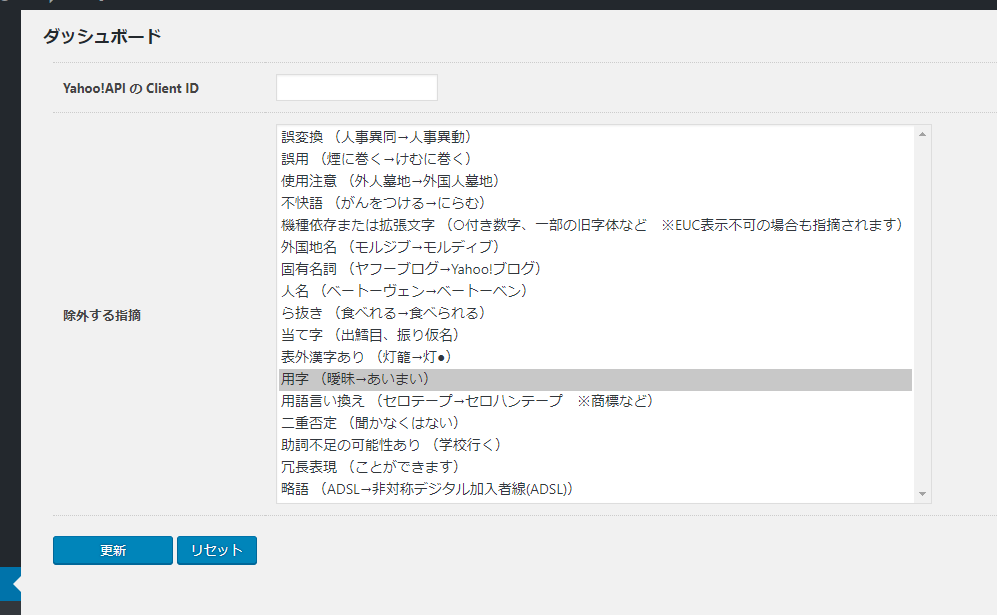 ダッシュボード
Yahoo!API の Client ID
除外する指摘
誤変換 （人事異同→人事異動）
誤用 （煙に巻く→けむに巻く）
使用注意 （外人墓地→外国人墓地）
不快語 （がんをつける→にらむ）
機種依存または拡張文字 （○付き数字、一部の旧字体など　※EUC表示不可の場合も指摘されます）
外国地名 （モルジブ→モルディブ）
固有名詞 （ヤフーブログ→Yahoo!ブログ）
人名 （ベートーヴェン→ベートーベン）
ら抜き （食べれる→食べられる）
当て字 （出鱈目、振り仮名）
表外漢字あり （灯籠→灯●）
用字 （曖昧→あいまい）
用語言い換え （セロテープ→セロハンテープ　※商標など）
二重否定 （聞かなくはない）
助詞不足の可能性あり （学校行く）
冗長表現 （ことができます）
略語 （ADSL→非対称デジタル加入者線(ADSL)）
更新 リセット